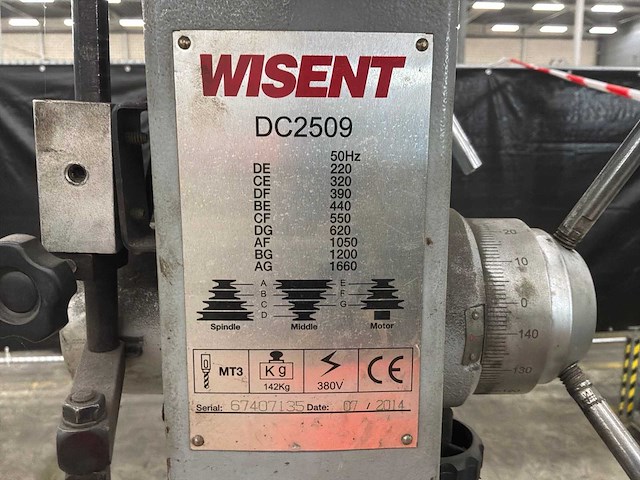 WISENT
DC2509
50Hz
DE 220
CE 320
DF 390
BE 440
CF 550
DG 620
AF 1050
BG 1200
AG 1660
A E
B F
C G
D
Spindle Middle Motor
MT3 Kg 142Kg 380V CE
Serial: 67407135 Date: 07 / 2014
20
10
0
140
130